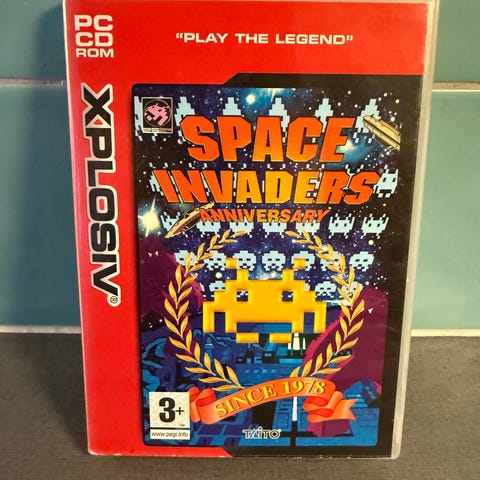 PC
CD
ROM
"PLAY THE LEGEND"
XPLOSIV®
SPACE
INVADERS
ANNIVERSARY
SINCE 1978
3+
www.pegi.info
TAITO